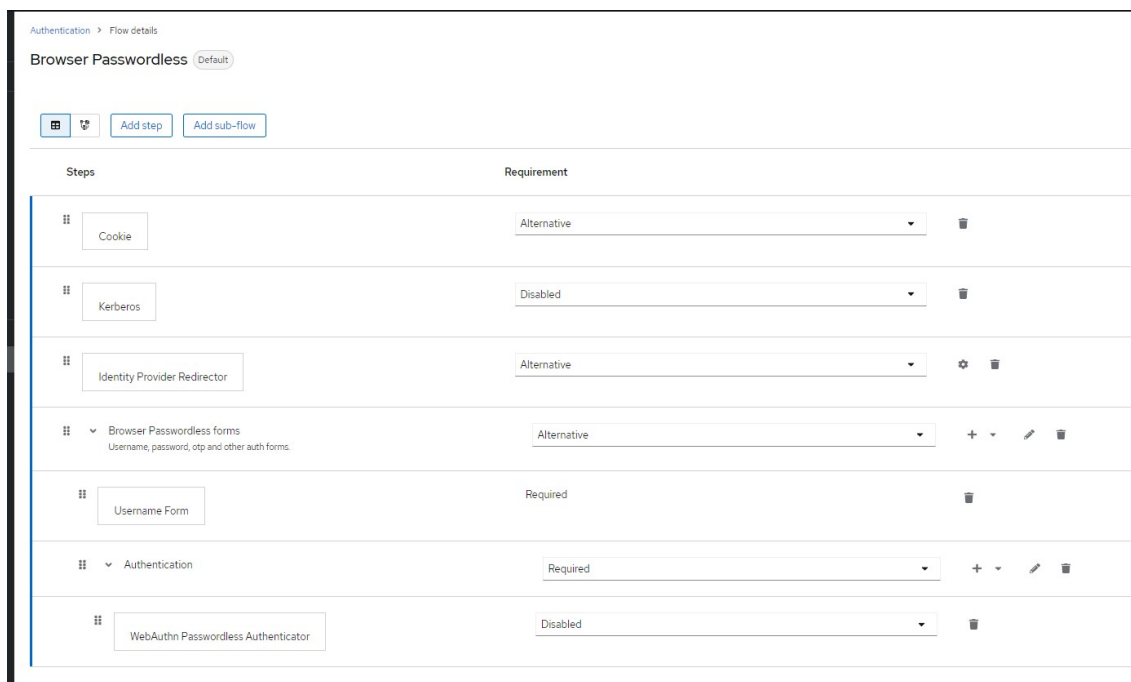 Authentication > Flow details
Browser Passwordless Default
Add step Add sub-flow
Steps Requirement
Cookie Alternative
Kerberos Disabled
Identity Provider Redirector Alternative
Browser Passwordless forms Alternative
Username, password, otp and other auth forms.
Username Form Required
Authentication Required
WebAuthn Passwordless Authenticator Disabled